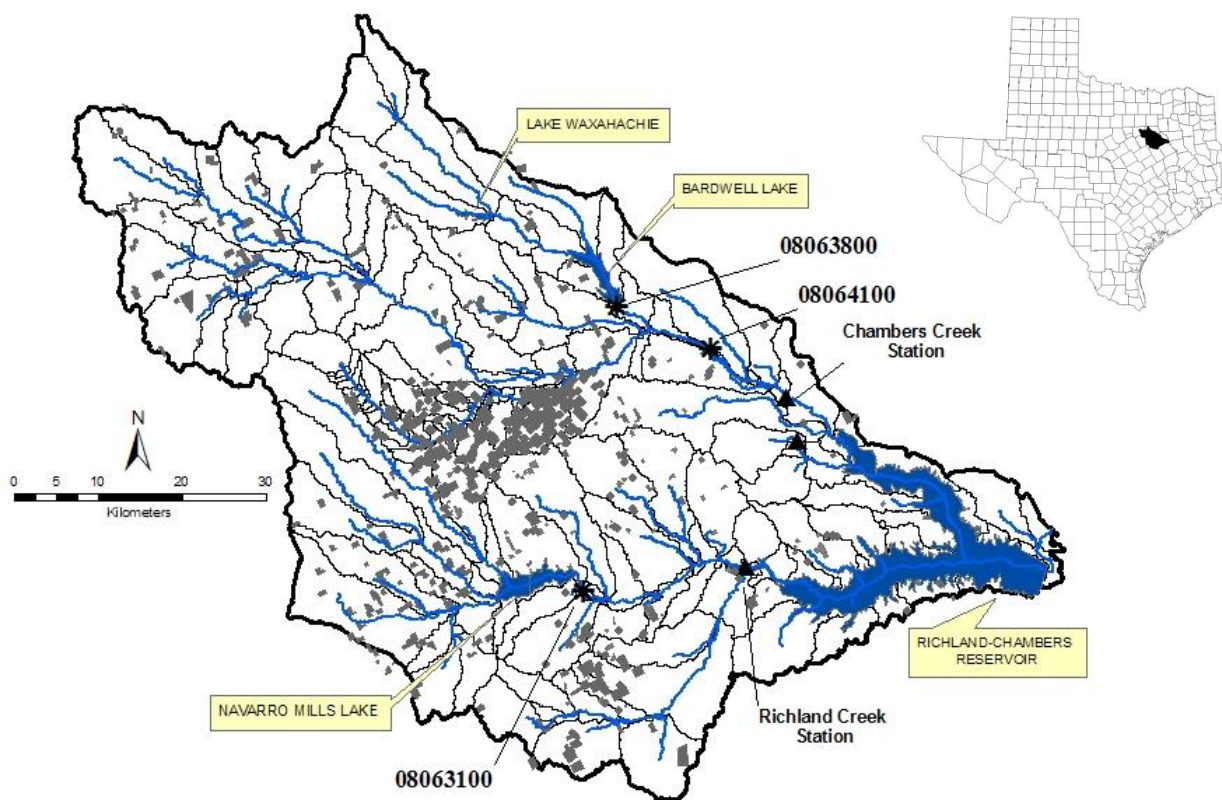 LAKE WAXAHACHIE
BARDWELL LAKE
08063800
08064100
Chambers Creek
Station
N
0 5 10 20 30
Kilometers
RICHLAND-CHAMBERS
RESERVOIR
NAVARRO MILLS LAKE
Richland Creek
Station
08063100